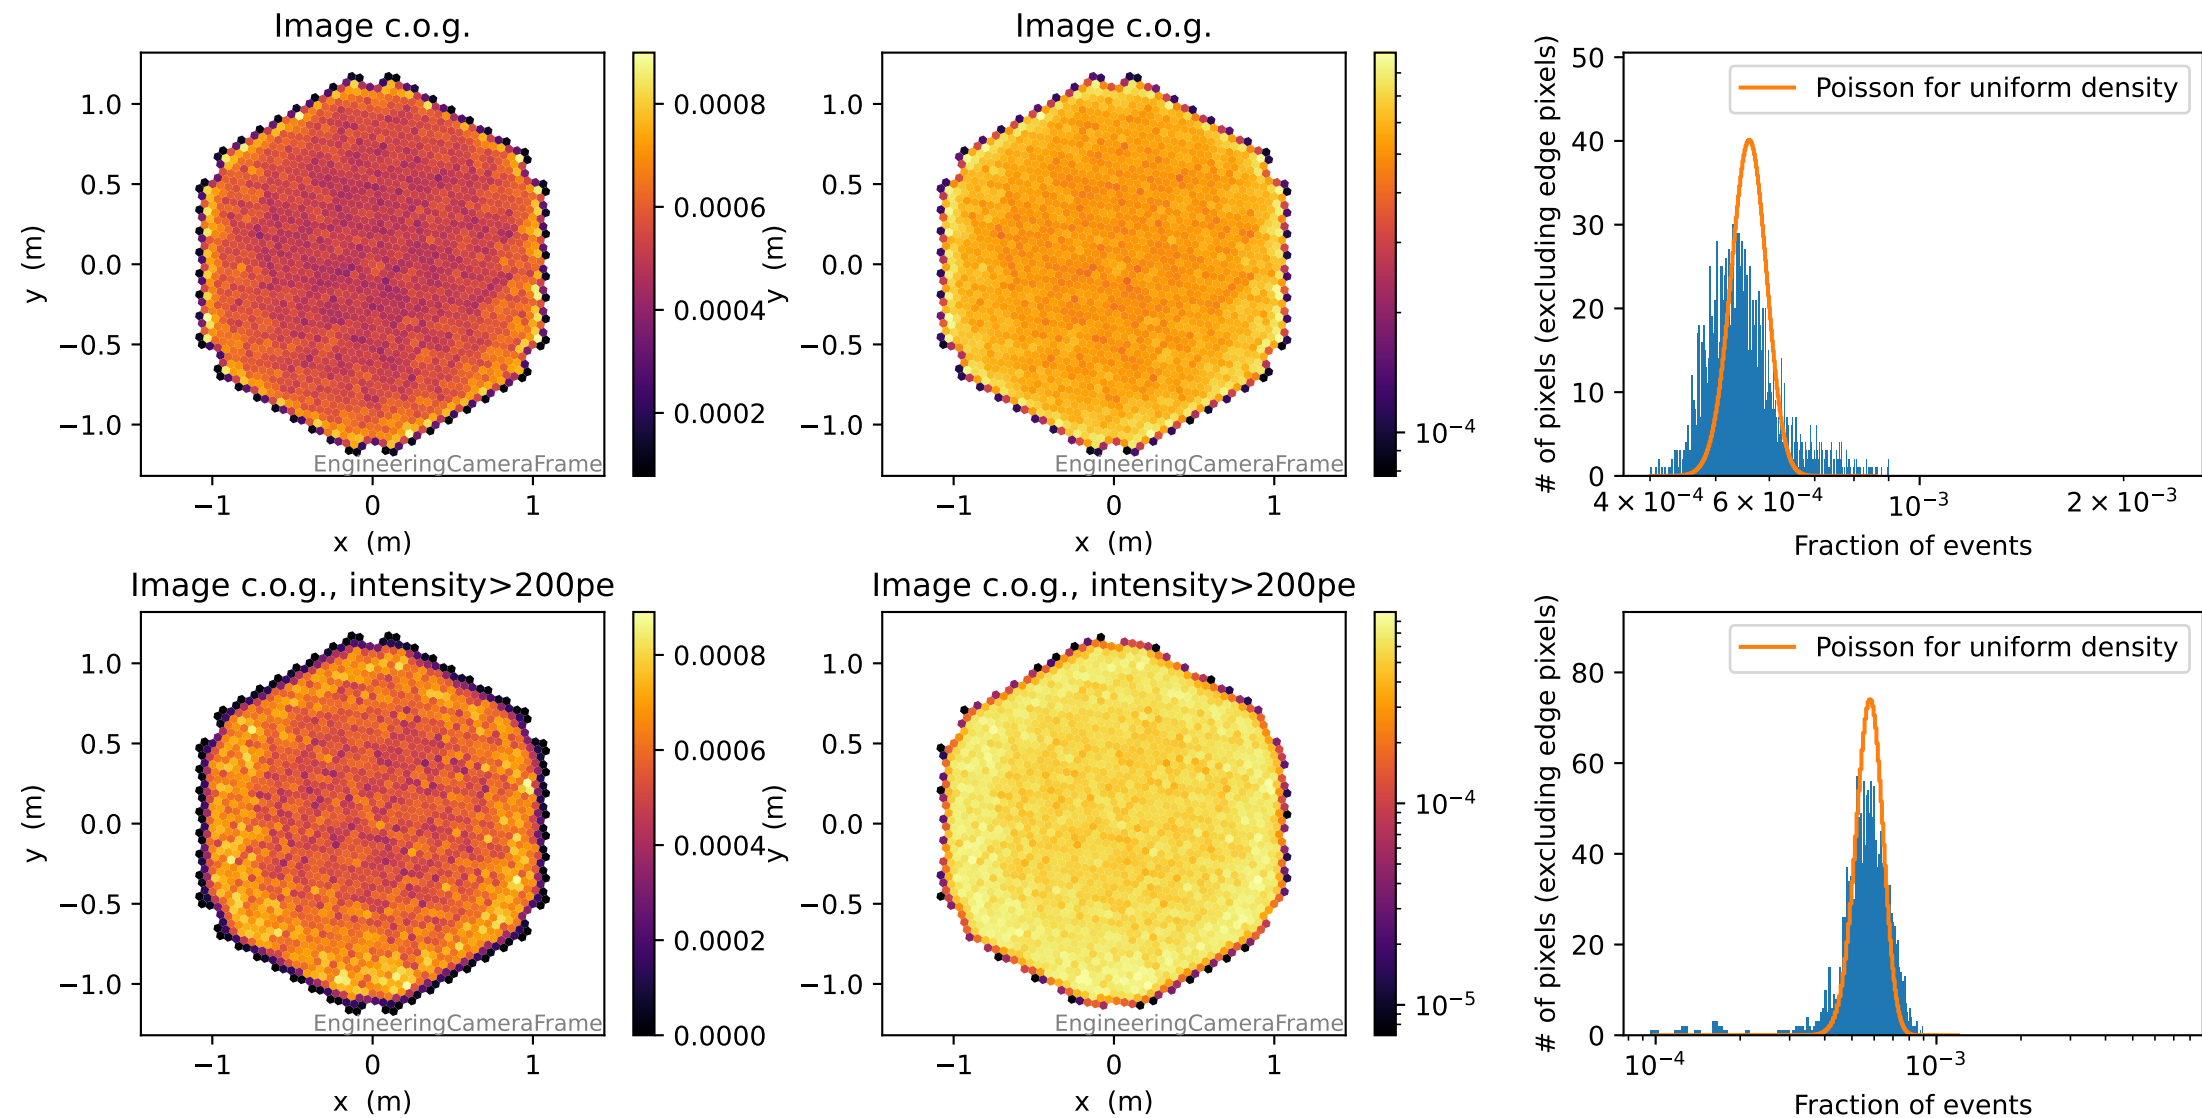 Image c.o.g.
y (m)
1.0
0.5
0.0
−0.5
−1.0
−1
0
1
x (m)
EngineeringCameraFrame
0.0008
0.0006
0.0004
0.0002
Image c.o.g.
y (m)
1.0
0.5
0.0
−0.5
−1.0
−1
0
1
x (m)
EngineeringCameraFrame
10⁻⁴
# of pixels (excluding edge pixels)
50
40
30
20
10
0
Poisson for uniform density
4 × 10⁻⁴
6 × 10⁻⁴
10⁻³
2 × 10⁻³
Fraction of events
Image c.o.g., intensity>200pe
y (m)
1.0
0.5
0.0
−0.5
−1.0
−1
0
1
x (m)
EngineeringCameraFrame
0.0008
0.0006
0.0004
0.0002
0.0000
Image c.o.g., intensity>200pe
y (m)
1.0
0.5
0.0
−0.5
−1.0
−1
0
1
x (m)
EngineeringCameraFrame
10⁻⁴
10⁻⁵
# of pixels (excluding edge pixels)
80
60
40
20
0
Poisson for uniform density
10⁻⁴
10⁻³
Fraction of events